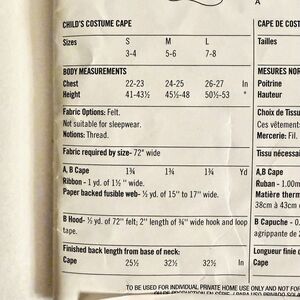 A
CHILD'S COSTUME CAPE
Sizes S M L
3-4 5-6 7-8
BODY MEASUREMENTS
Chest 22-23 24-25 26-27 In
Height 41-43½ 45½-48 50½-53 "
Fabric Options: Felt.
Not suitable for sleepwear.
Notions: Thread.
Fabric required by size- 72" wide
A, B Cape 1¾ 1¾ 1¾ Yd
Ribbon - 1 yd. of 1½ " wide.
Paper backed fusible web- ½ yd. of 15" to 17" wide.
B Hood- ½ yd. of 72" felt; 2" length of ¾" wide hook and loop
tape.
Finished back length from base of neck:
Cape 25½ 32½ 32½ In
CAPE DE COST
Tailles
MESURES NOR
Poitrine
Hauteur
Choix de Tissu
Ces vêtements
Mercerie: Fil.
Tissu nécessai
A,B Cape
Ruban - 1.00m
Matière therm
38cm à 43cm
B Capuche - 0.
agrippante de 2
Longueur finie d
Cape
TO BE USED FOR INDIVIDUAL PRIVATE HOME USE ONLY AND NOT FOR